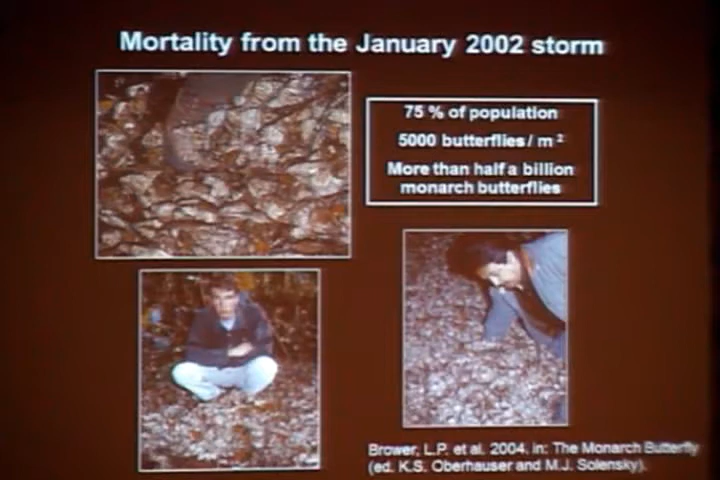 Mortality from the January 2002 storm
75 % of population
5000 butterflies / m ²
More than half a billion
monarch butterflies
Brower, L.P. et al. 2004. in: The Monarch Butterfly
(ed. K.S. Oberhauser and M.J. Solensky).